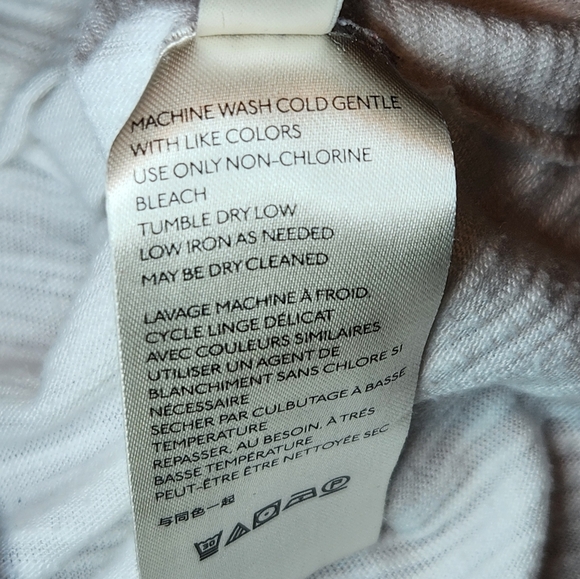 MACHINE WASH COLD GENTLE
WITH LIKE COLORS
USE ONLY NON-CHLORINE
BLEACH
TUMBLE DRY LOW
LOW IRON AS NEEDED
MAY BE DRY CLEANED
LAVAGE MACHINE À FROID,
CYCLE LINGE DÉLICAT
AVEC COULEURS SIMILAIRES
UTILISER UN AGENT DE
BLANCHIMENT SANS CHLORE SI
NÉCESSAIRE
SÉCHER PAR CULBUTAGE À BASSE
TEMPÉRATURE
REPASSER, AU BESOIN, À TRÈS
BASSE TEMPÉRATURE
PEUT-ÊTRE ÊTRE NETTOYÉE SEC
与同色一起
30 P